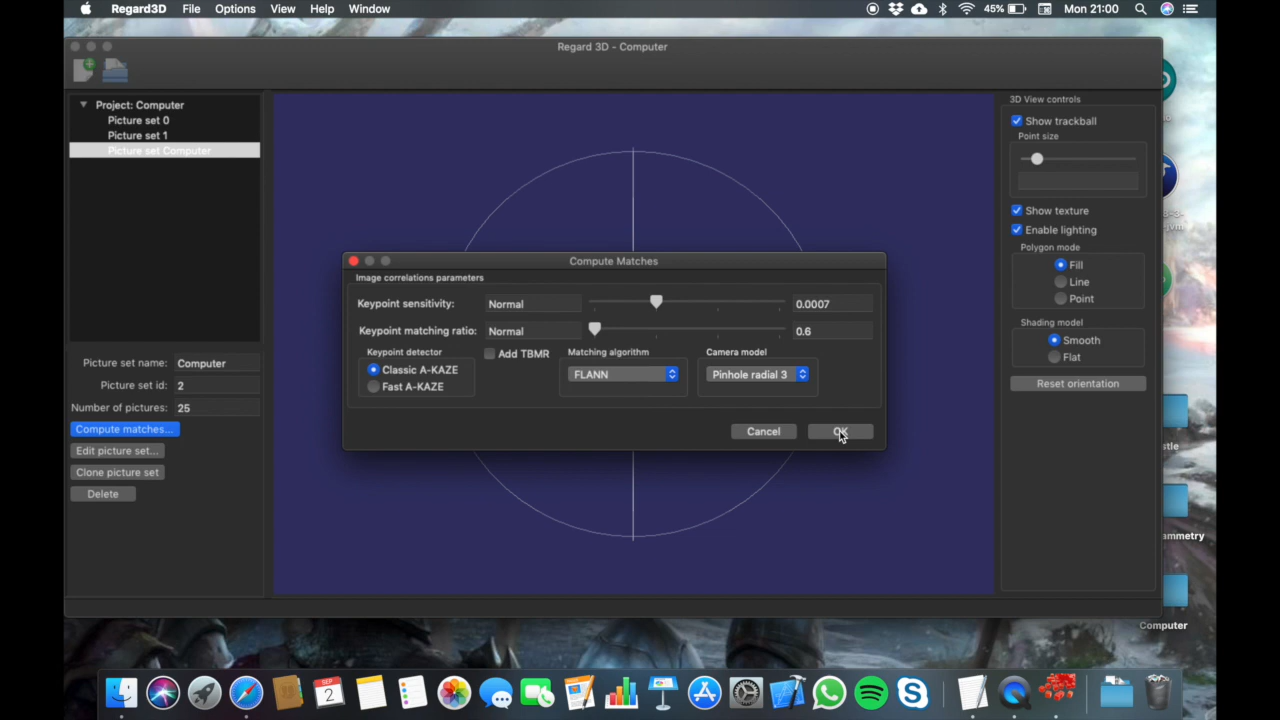 Regard3D File Options View Help Window 45% Mon 21:00
Regard 3D - Computer
Project: Computer
Picture set 0
Picture set 1
Picture set Computer
Picture set name: Computer
Picture set id: 2
Number of pictures: 25
Compute matches...
Edit picture set...
Clone picture set
Delete
Compute Matches
Image correlations parameters
Keypoint sensitivity: Normal 0.0007
Keypoint matching ratio: Normal 0.6
Keypoint detector
Classic A-KAZE
Fast A-KAZE
Add TBMR
Matching algorithm
FLANN
Camera model
Pinhole radial 3
Cancel OK
3D View controls
Show trackball
Point size
Show texture
Enable lighting
Polygon mode
Fill
Line
Point
Shading model
Smooth
Flat
Reset orientation
Computer
SEP
2